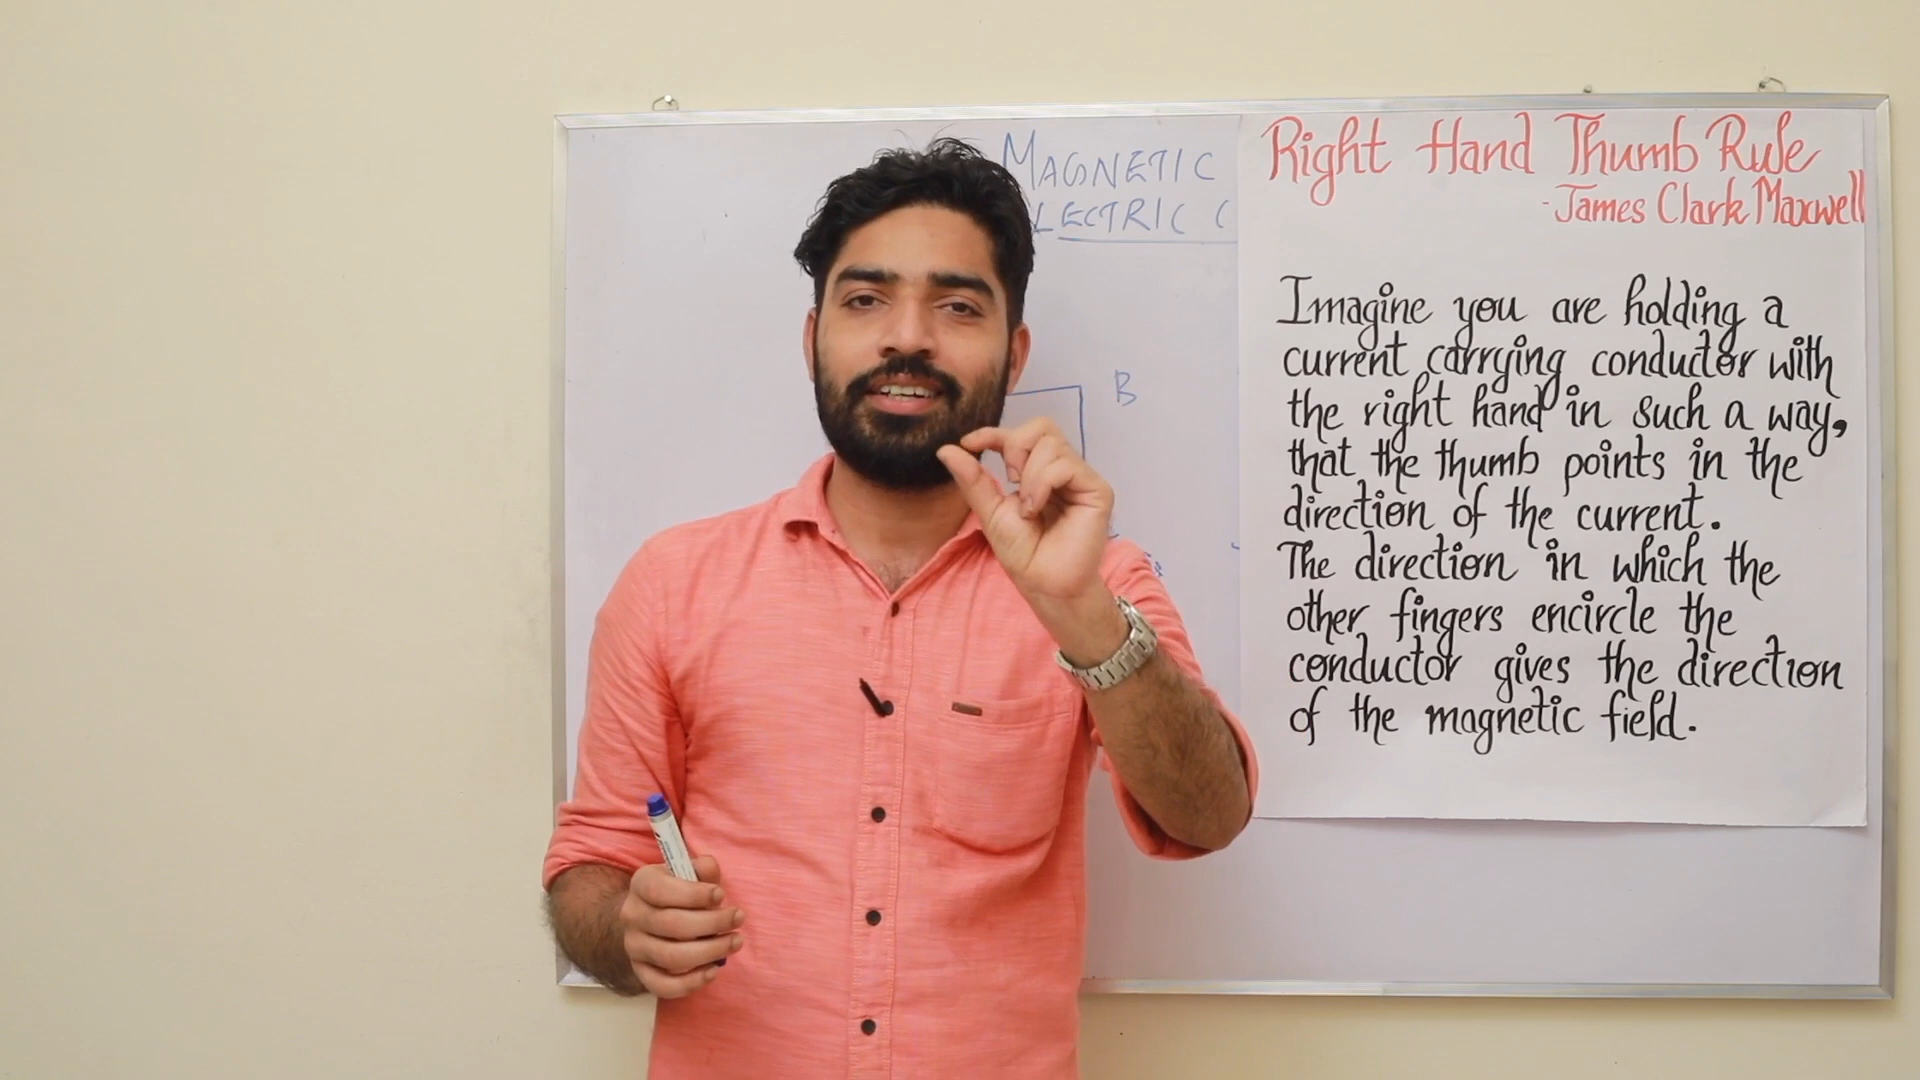 MAGNETIC
LECTRIC C
B
Right Hand Thumb Rule
-James Clark Maxwell
Imagine you are holding a
current carrying conductor with
the right hand in such a way,
that the thumb points in the
direction of the current.
The direction in which the
other fingers encircle the
conductor gives the direction
of the magnetic field.